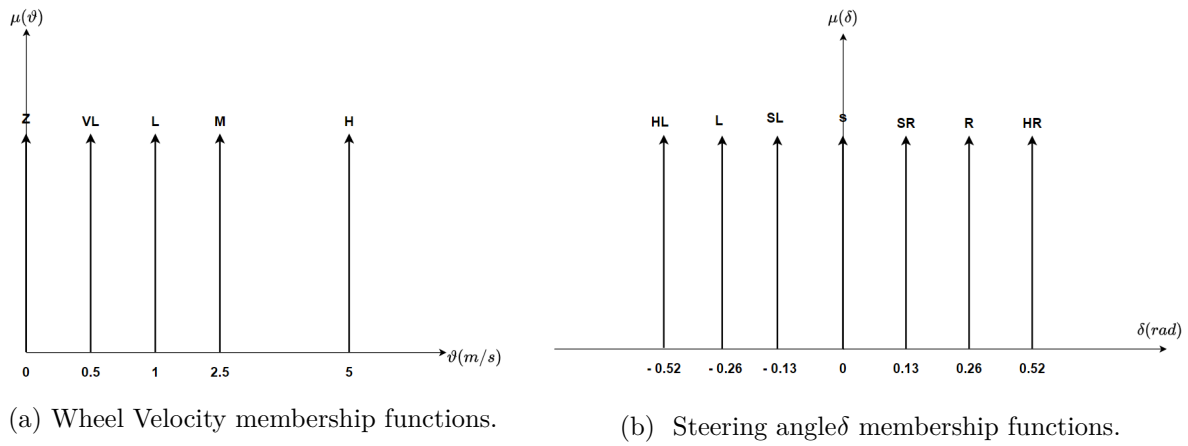 μ(ϑ)
Z VL L M H
ϑ(m/s)
0 0.5 1 2.5 5
(a) Wheel Velocity membership functions.
μ(δ)
HL L SL s SR R HR
δ(rad)
- 0.52 - 0.26 - 0.13 0 0.13 0.26 0.52
(b) Steering angleδ membership functions.